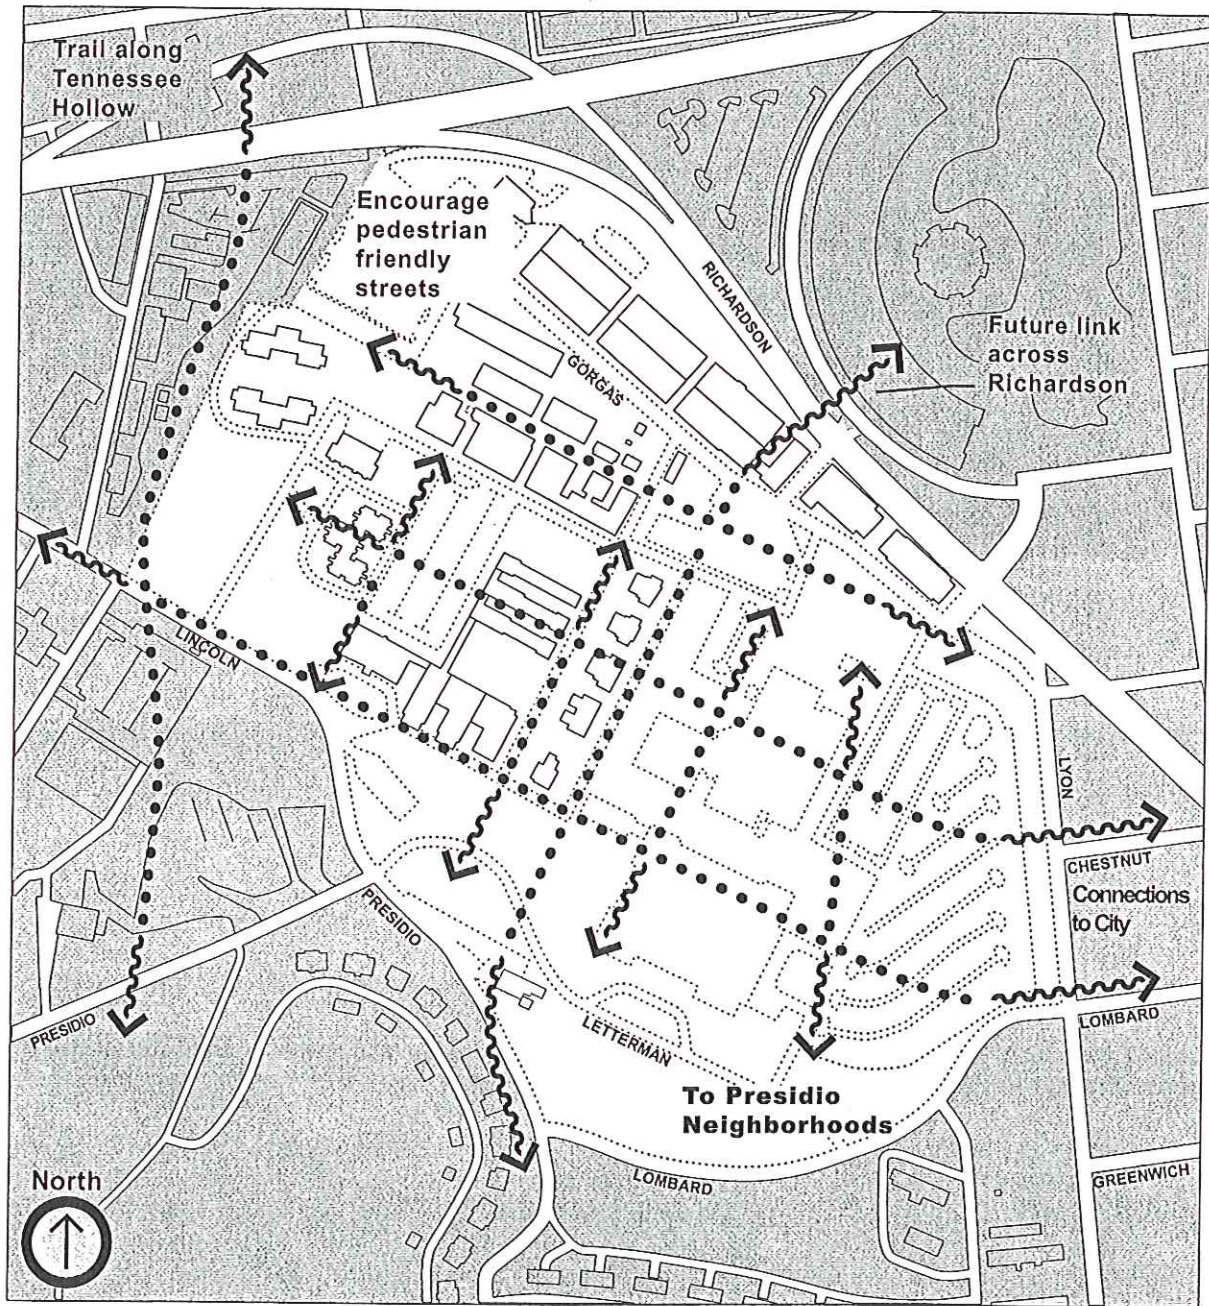 Trail along
Tennessee
Hollow
Encourage
pedestrian
friendly
streets
RICHARDSON
GORGAS
Future link
across
Richardson
LINCOLN
LYON
CHESTNUT
Connections
to City
PRESIDIO
PRESIDIO
LETTERMAN
LOMBARD
To Presidio
Neighborhoods
LOMBARD
GREENWICH
North